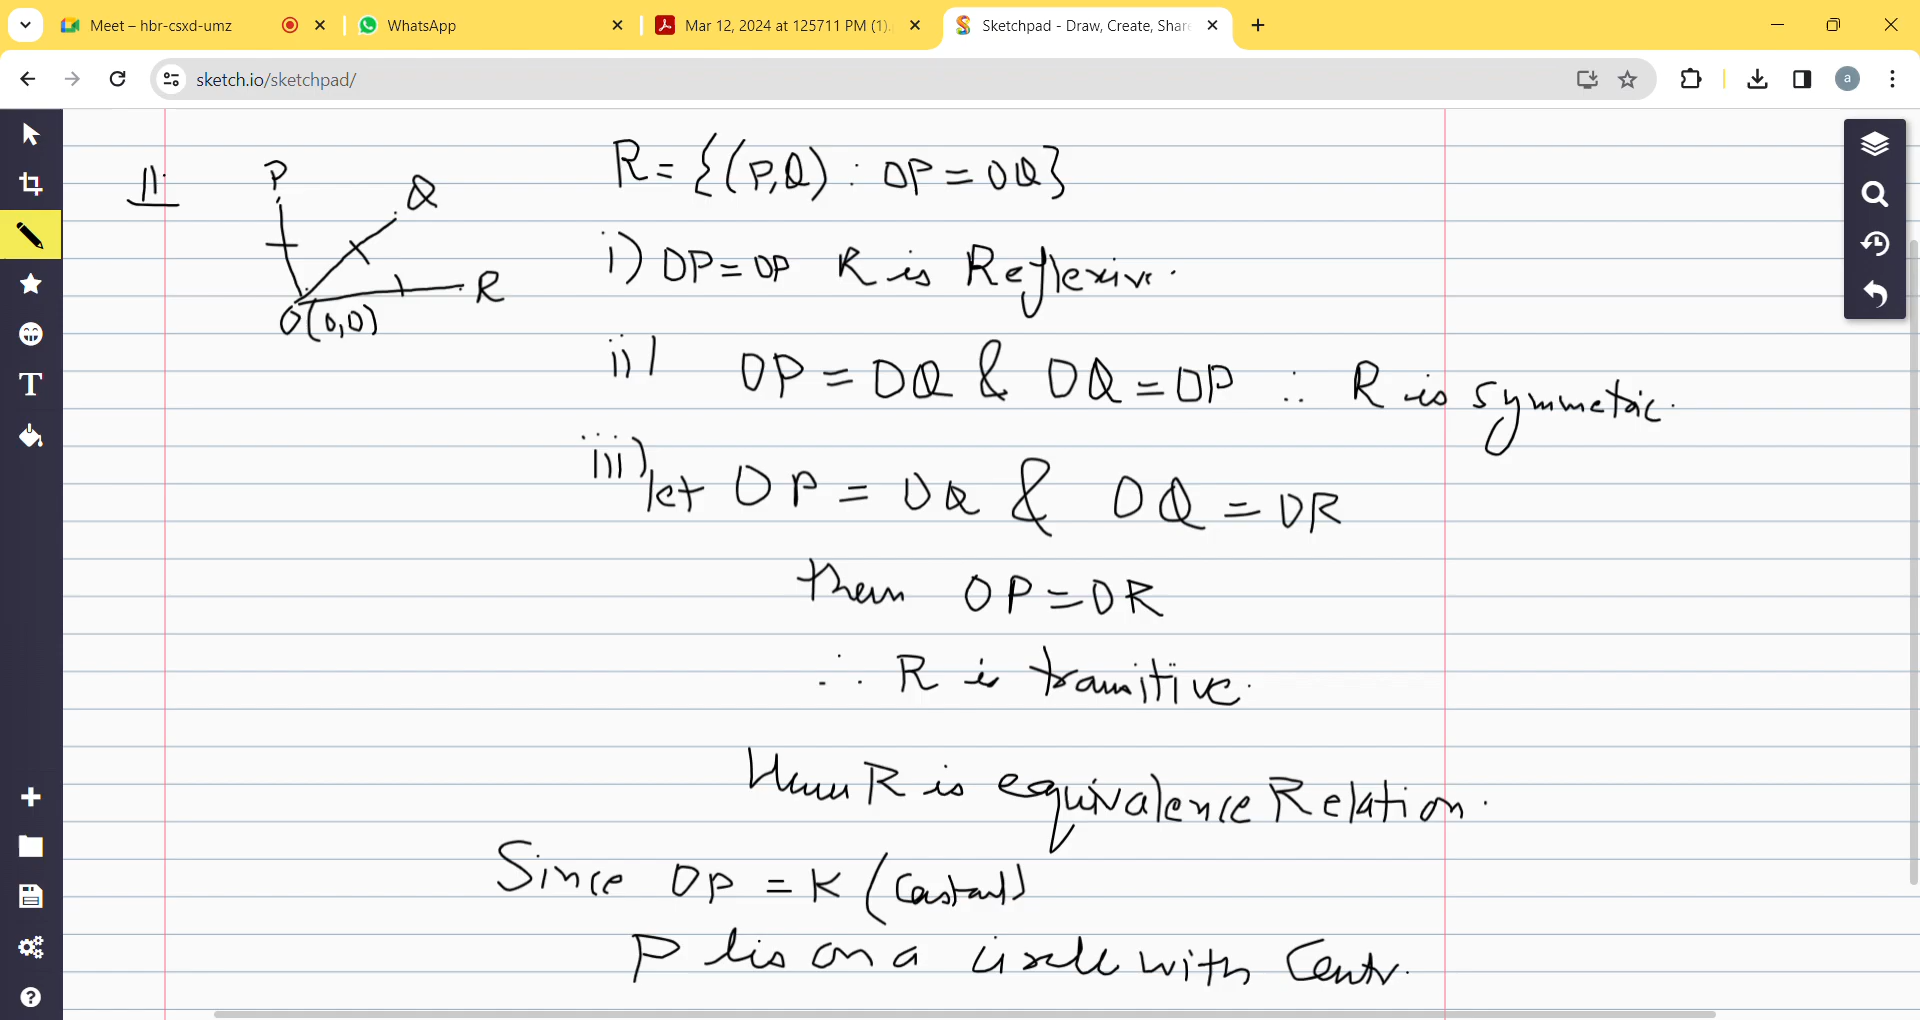 Meet – hbr-csxd-umz
WhatsApp
Mar 12, 2024 at 125711 PM (1).
Sketchpad - Draw, Create, Share
sketch.io/sketchpad/
a
T
11.
P
Q
R
O(0,0)
R = {(P,Q) : OP = OQ}
i) OP = OP R is Reflexive.
ii) OP = OQ & OQ = OP ∴ R is symmetric.
iii) let OP = OQ & OQ = OR
then OP = OR
∴ R is transitive.
R is equivalence Relation.
Since OP = K (Constant)
P lies on a circle with Centr.